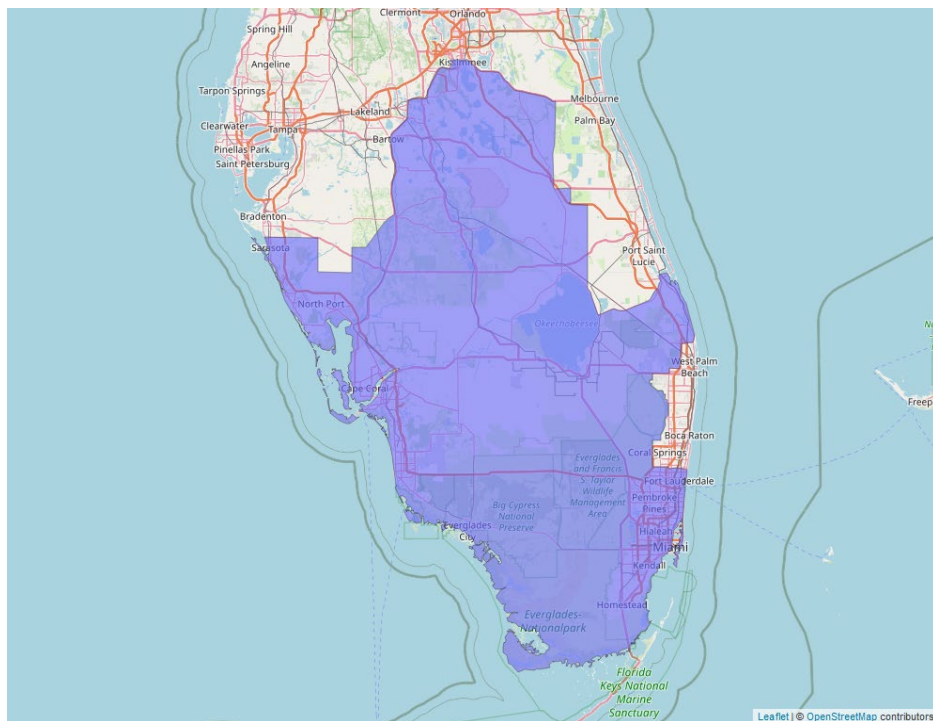 Clermont
Orlando
Spring Hill
Kissimmee
Angeline
Tarpon Springs
Melbourne
Lakeland
Palm Bay
Clearwater
Tampa
Bartow
Pinellas Park
Saint Petersburg
Bradenton
Sarasota
Port Saint
Lucie
North Port
Okeechobeesee
West Palm
Beach
Cape Coral
Freep
Boca Raton
Coral Springs
Everglades
and Francis
S. Taylor
Wildlife
Management
Area
Fort Lauderdale
Pembroke
Pines
Big Cypress
National
Preserve
Everglades
City
Hialeah
Miami
Kendall
Homestead
Everglades-
Nationalpark
Florida
Keys National
Marine
Sanctuary
Leaflet | © OpenStreetMap contributors